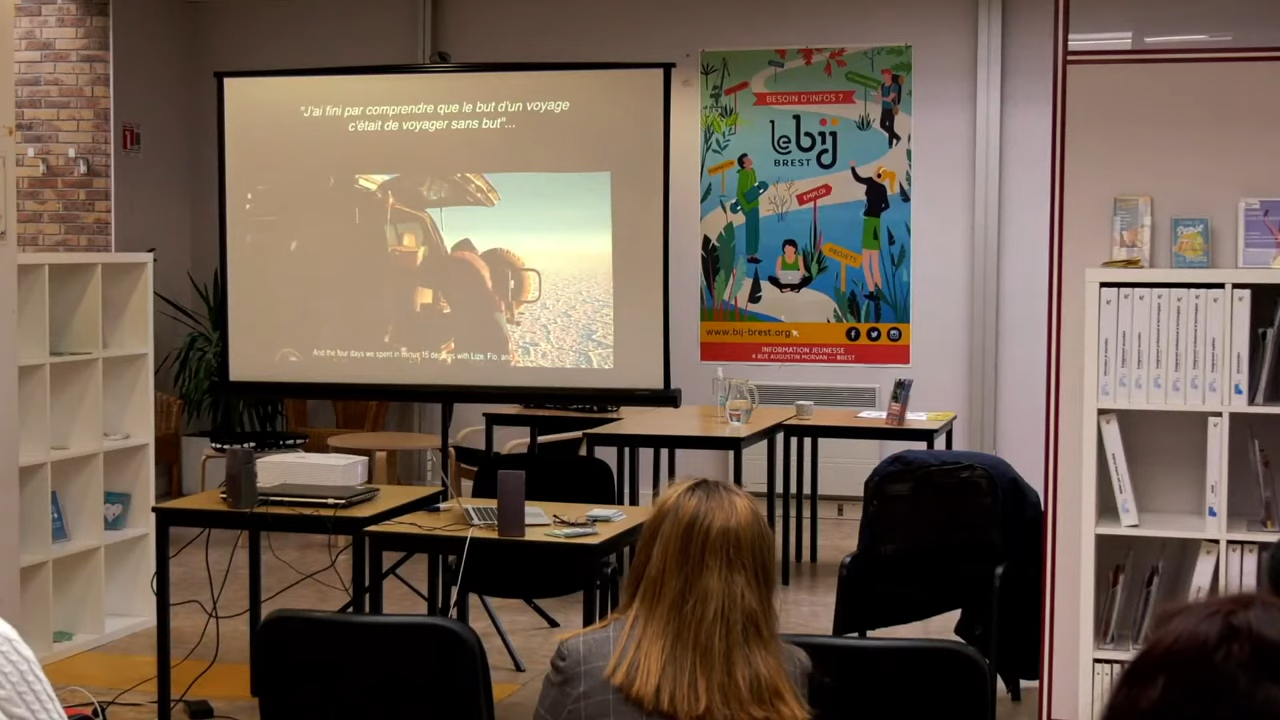 "J'ai fini par comprendre que le but d'un voyage
c'était de voyager sans but"...
And the four days we spent in minus 15 degrees with Lize, Flo, and
BESOIN D'INFOS ?
le bij
BREST
EMPLOI
PROJETS
www.bij-brest.org
INFORMATION JEUNESSE
4 RUE AUGUSTIN MORVAN — BREST